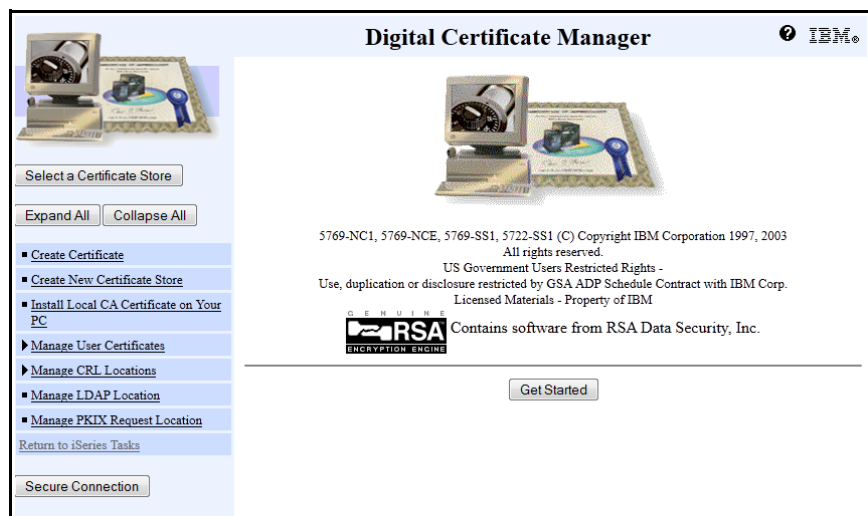 Digital Certificate Manager
IBM®
Select a Certificate Store
Expand All
Collapse All
Create Certificate
Create New Certificate Store
Install Local CA Certificate on Your
PC
Manage User Certificates
Manage CRL Locations
Manage LDAP Location
Manage PKIX Request Location
Return to iSeries Tasks
Secure Connection
5769-NC1, 5769-NCE, 5769-SS1, 5722-SS1 (C) Copyright IBM Corporation 1997, 2003
All rights reserved.
US Government Users Restricted Rights -
Use, duplication or disclosure restricted by GSA ADP Schedule Contract with IBM Corp.
Licensed Materials - Property of IBM
GENUINE
RSA
ENCRYPTION ENGINE
Contains software from RSA Data Security, Inc.
Get Started